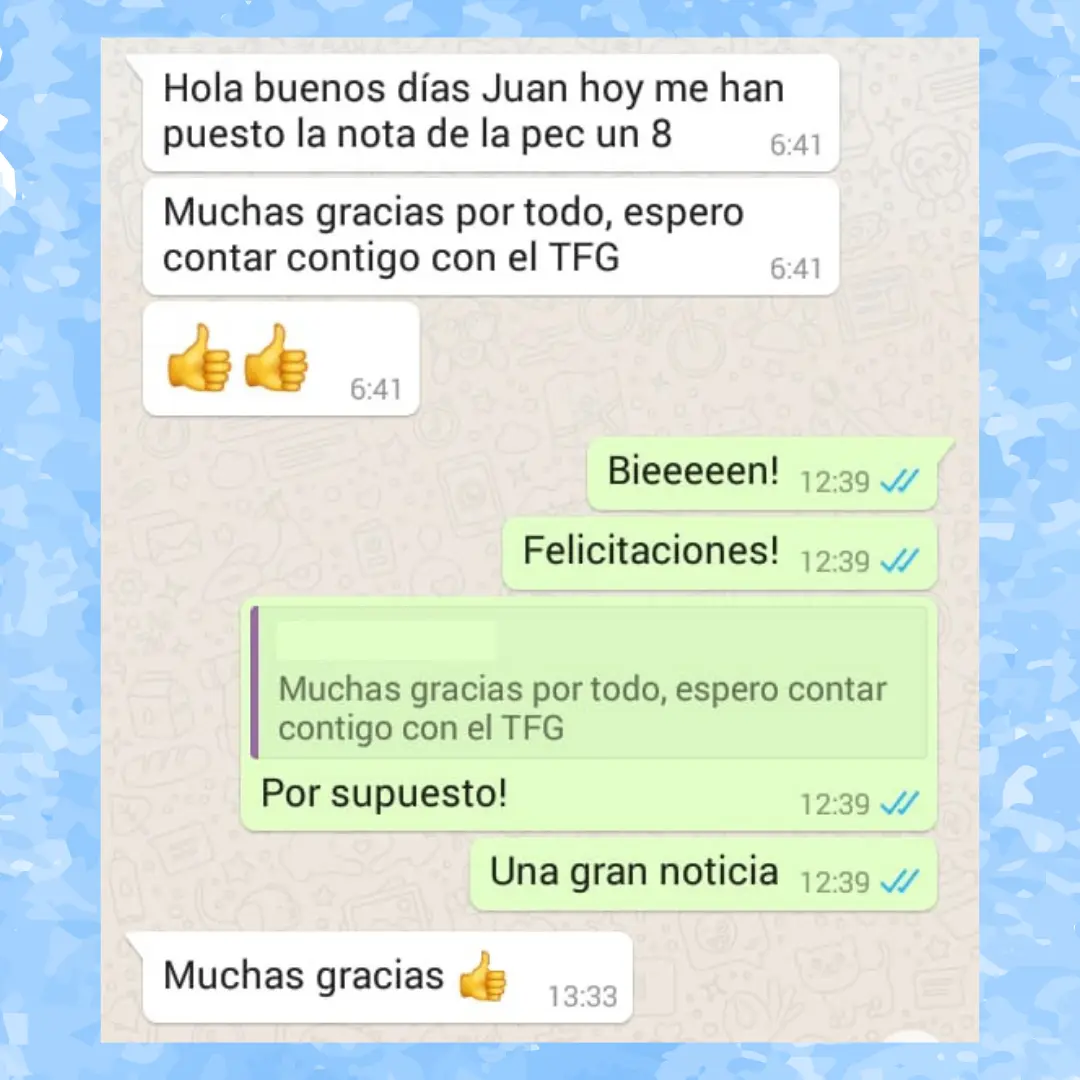 Hola buenos días Juan hoy me han
puesto la nota de la pec un 8
6:41
Muchas gracias por todo, espero
contar contigo con el TFG
6:41
👍👍
6:41
Bieeeeen!
12:39
Felicitaciones!
12:39
Muchas gracias por todo, espero contar
contigo con el TFG
Por supuesto!
12:39
Una gran noticia
12:39
Muchas gracias 👍
13:33